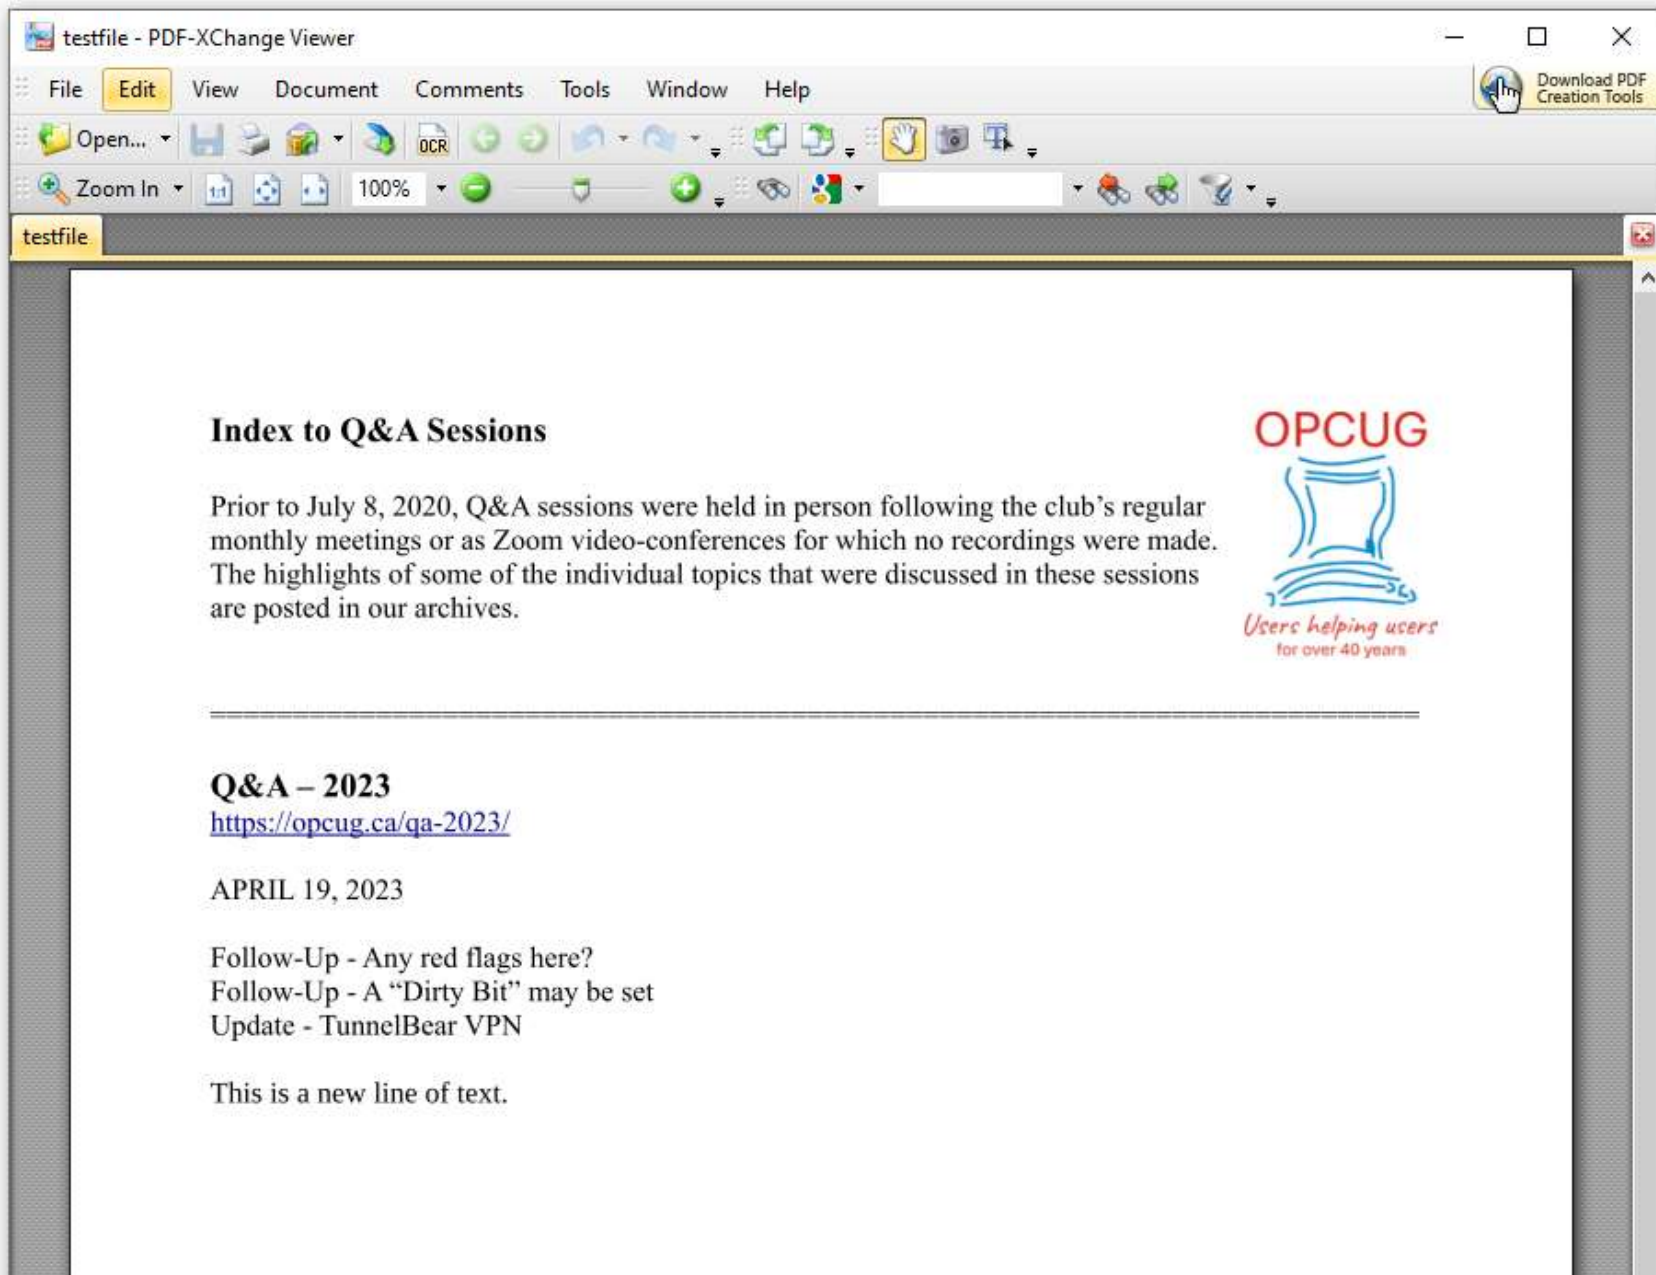 testfile - PDF-XChange Viewer
File Edit View Document Comments Tools Window Help
Download PDF
Creation Tools
Open... OCR
Zoom In 1:1 100%
testfile
Index to Q&A Sessions
OPCUG
Prior to July 8, 2020, Q&A sessions were held in person following the club’s regular
monthly meetings or as Zoom video-conferences for which no recordings were made.
The highlights of some of the individual topics that were discussed in these sessions
are posted in our archives.
Users helping users
for over 40 years
Q&A – 2023
https://opcug.ca/qa-2023/
APRIL 19, 2023
Follow-Up - Any red flags here?
Follow-Up - A “Dirty Bit” may be set
Update - TunnelBear VPN
This is a new line of text.